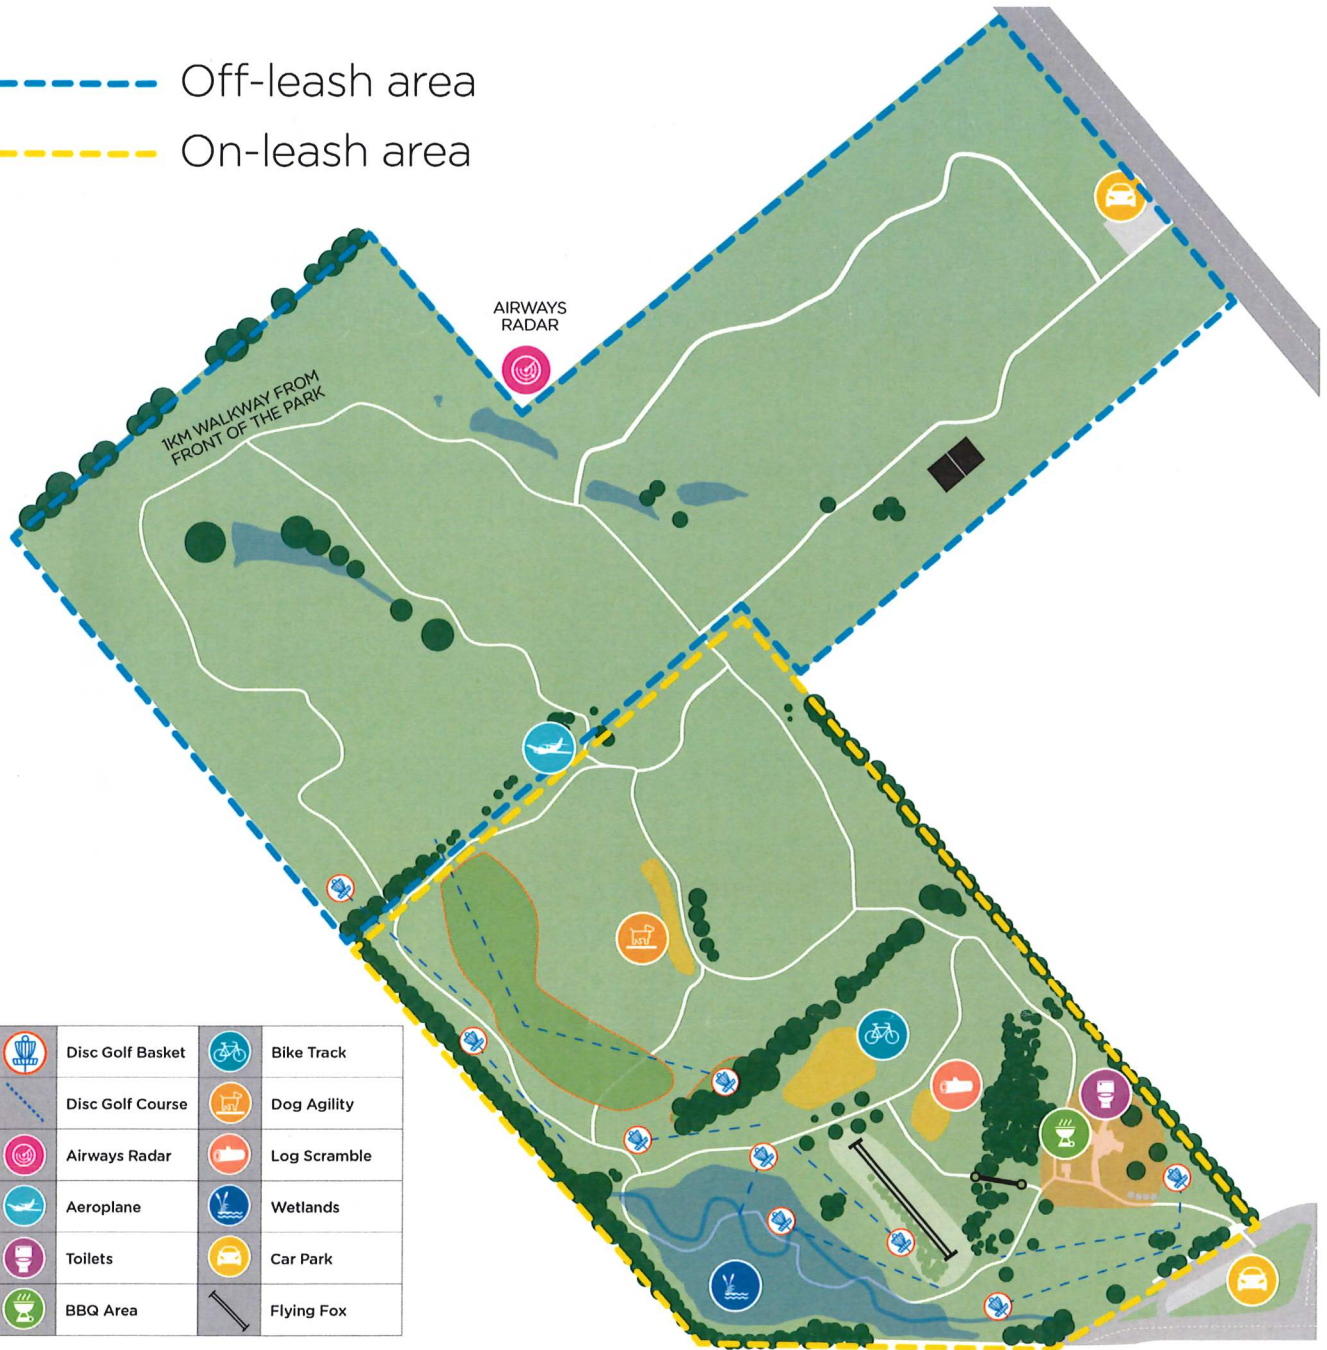 Off-leash area
On-leash area
AIRWAYS
RADAR
1KM WALKWAY FROM
FRONT OF THE PARK
Disc Golf Basket
Bike Track
Disc Golf Course
Dog Agility
Airways Radar
Log Scramble
Aeroplane
Wetlands
Toilets
Car Park
BBQ Area
Flying Fox